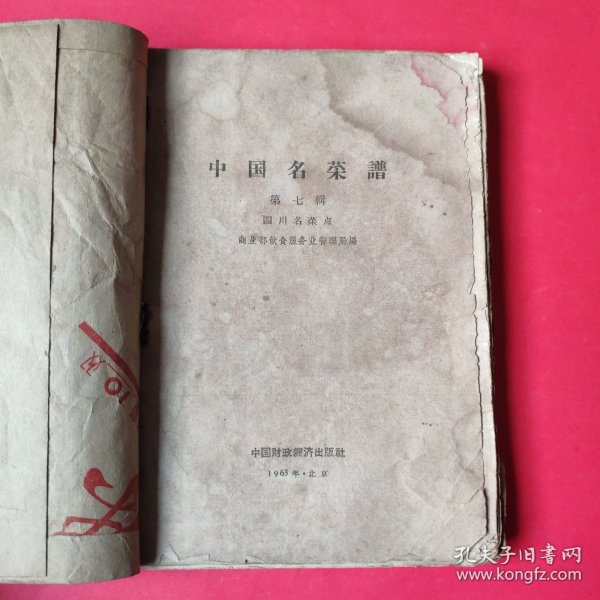 中国名菜譜
第七輯
四川名菜点
商业部飲食服务业管理局編
中国財政經济出版社
1963年·北京
10
孔夫子旧書网
www.kongfz.com